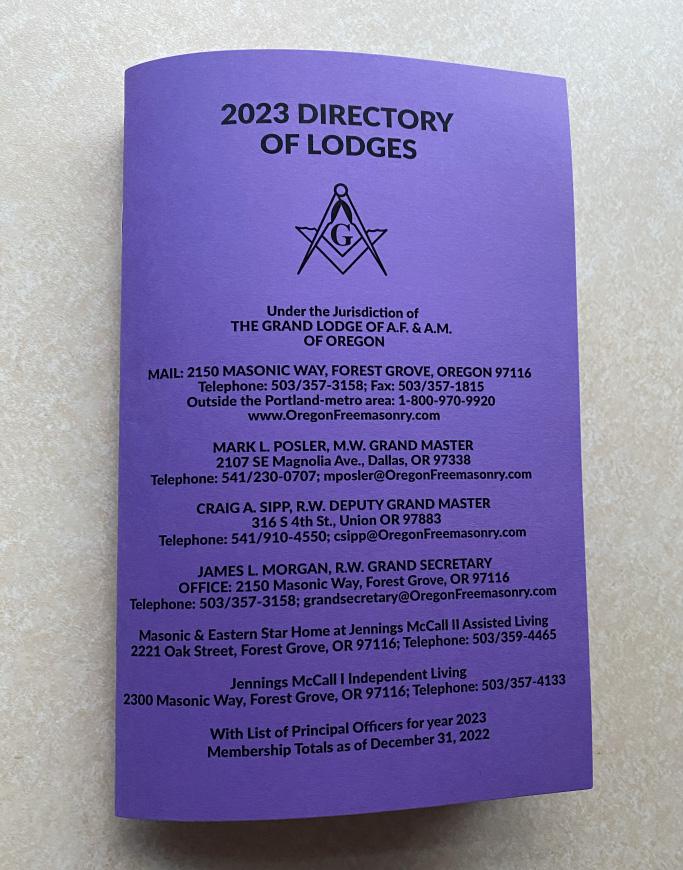 2023 DIRECTORY
OF LODGES
G
Under the Jurisdiction of
THE GRAND LODGE OF A.F. & A.M.
OF OREGON
MAIL: 2150 MASONIC WAY, FOREST GROVE, OREGON 97116
Telephone: 503/357-3158; Fax: 503/357-1815
Outside the Portland-metro area: 1-800-970-9920
www.OregonFreemasonry.com
MARK L. POSLER, M.W. GRAND MASTER
2107 SE Magnolia Ave., Dallas, OR 97338
Telephone: 541/230-0707; mposler@OregonFreemasonry.com
CRAIG A. SIPP, R.W. DEPUTY GRAND MASTER
316 S 4th St., Union OR 97883
Telephone: 541/910-4550; csipp@OregonFreemasonry.com
JAMES L. MORGAN, R.W. GRAND SECRETARY
OFFICE: 2150 Masonic Way, Forest Grove, OR 97116
Telephone: 503/357-3158; grandsecretary@OregonFreemasonry.com
Masonic & Eastern Star Home at Jennings McCall II Assisted Living
2221 Oak Street, Forest Grove, OR 97116; Telephone: 503/359-4465
Jennings McCall I Independent Living
2300 Masonic Way, Forest Grove, OR 97116; Telephone: 503/357-4133
With List of Principal Officers for year 2023
Membership Totals as of December 31, 2022